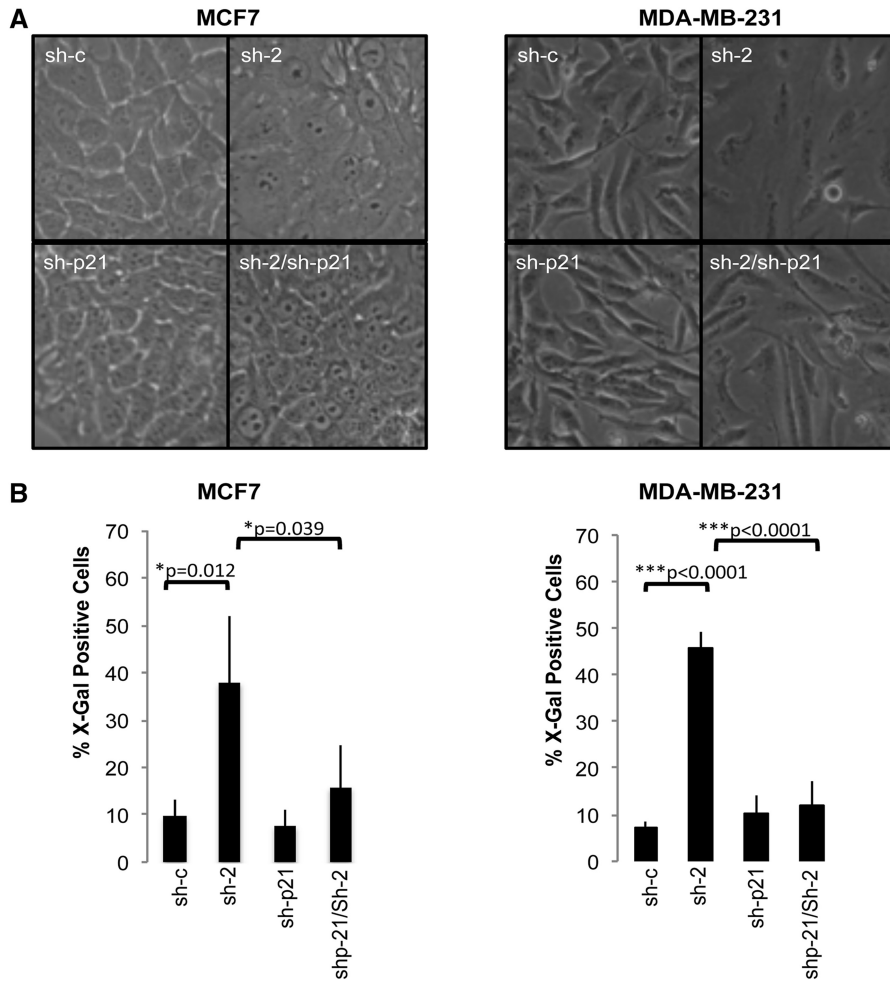 A
MCF7
MDA-MB-231
sh-c
sh-2
sh-c
sh-2
sh-p21
sh-2/sh-p21
sh-p21
sh-2/sh-p21
B
MCF7
MDA-MB-231
% X-Gal Positive Cells
70
60
50
40
30
20
10
0
*p=0.012
*p=0.039
sh-c
sh-2
sh-p21
shp-21/Sh-2
% X-Gal Positive Cells
70
60
50
40
30
20
10
0
***p<0.0001
***p<0.0001
sh-c
sh-2
sh-p21
shp-21/Sh-2